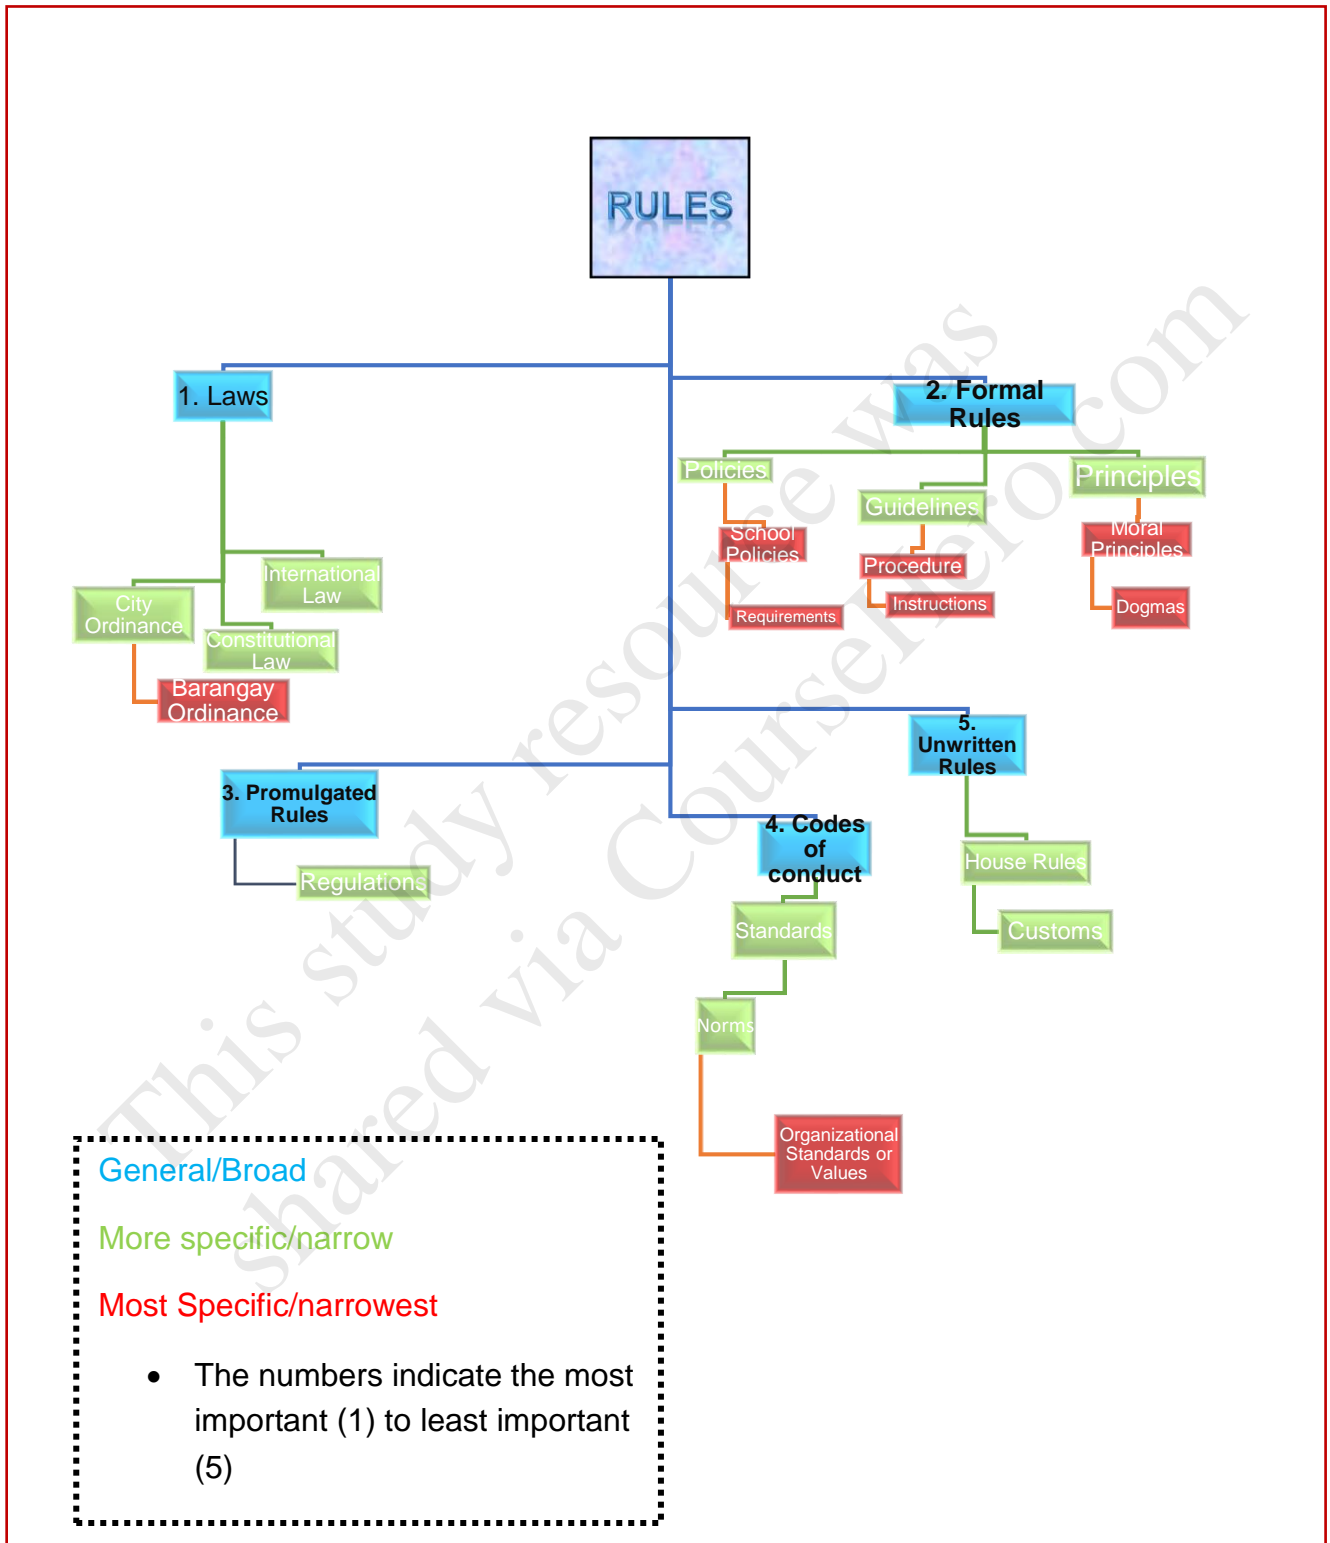 RULES
1. Laws
2. Formal
Rules
Policies
Guidelines
Principles
School
Policies
Moral
Principles
Procedure
Requirements
Instructions
Dogmas
International
Law
City
Ordinance
Constitutional
Law
Barangay
Ordinance
3. Promulgated
Rules
Regulations
4. Codes
of
conduct
Standards
Norms
Organizational
Standards or
Values
5.
Unwritten
Rules
House Rules
Customs
General/Broad
More specific/narrow
Most Specific/narrowest
• The numbers indicate the most
important (1) to least important
(5)
This study resource was
shared via CourseHero.com